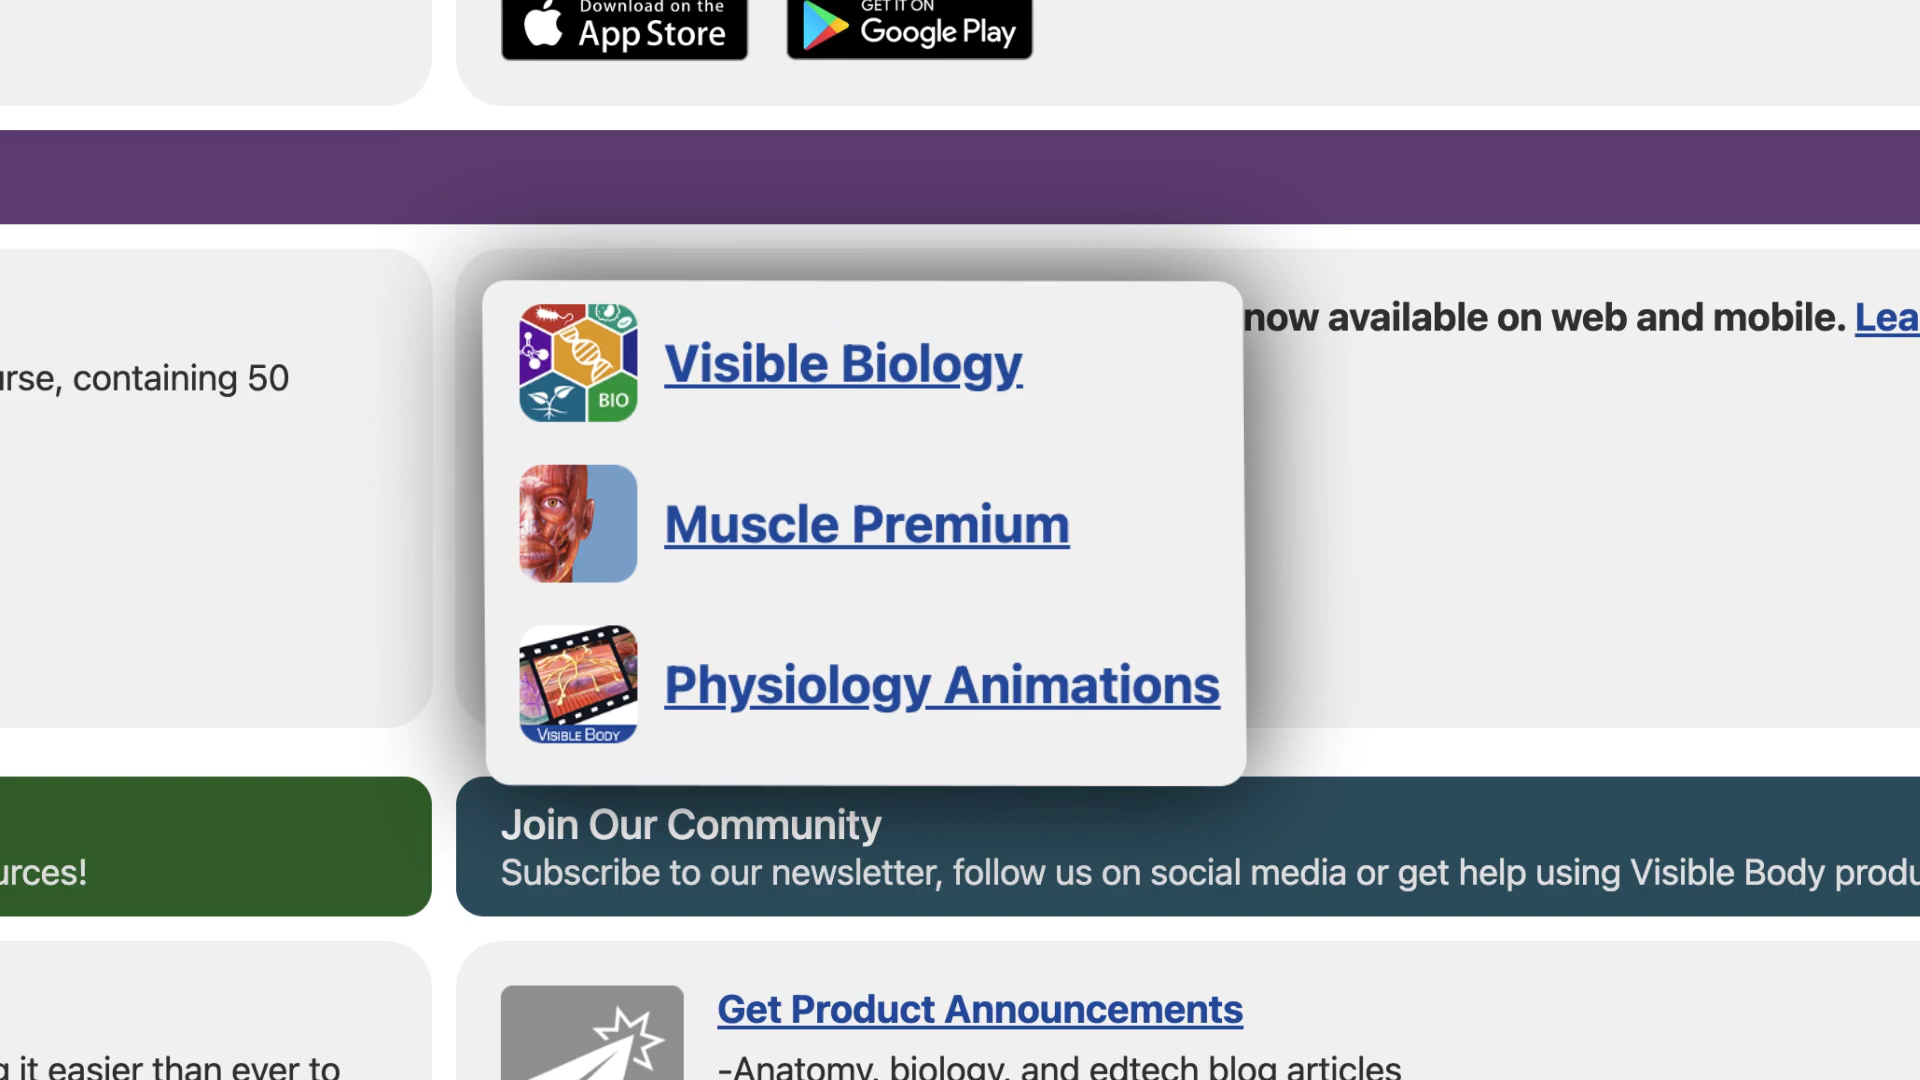 Download on the
App Store
GET IT ON
Google Play
now available on web and mobile. Lea
urse, containing 50
BIO
Visible Biology
Muscle Premium
VISIBLE BODY
Physiology Animations
urces!
Join Our Community
Subscribe to our newsletter, follow us on social media or get help using Visible Body produ
Get Product Announcements
g it easier than ever to
-Anatomy, biology, and edtech blog articles